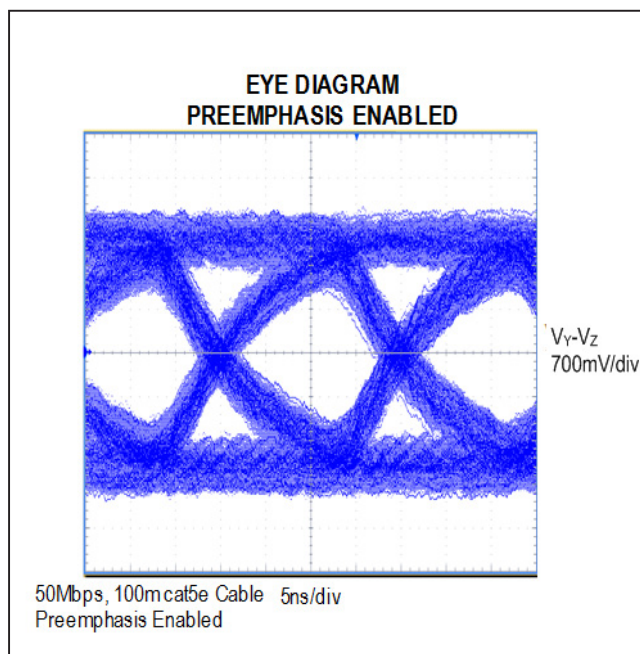 EYE DIAGRAM
PREEMPHASIS ENABLED
VY-VZ
700mV/div
50Mbps, 100m cat5e Cable 5ns/div
Preemphasis Enabled